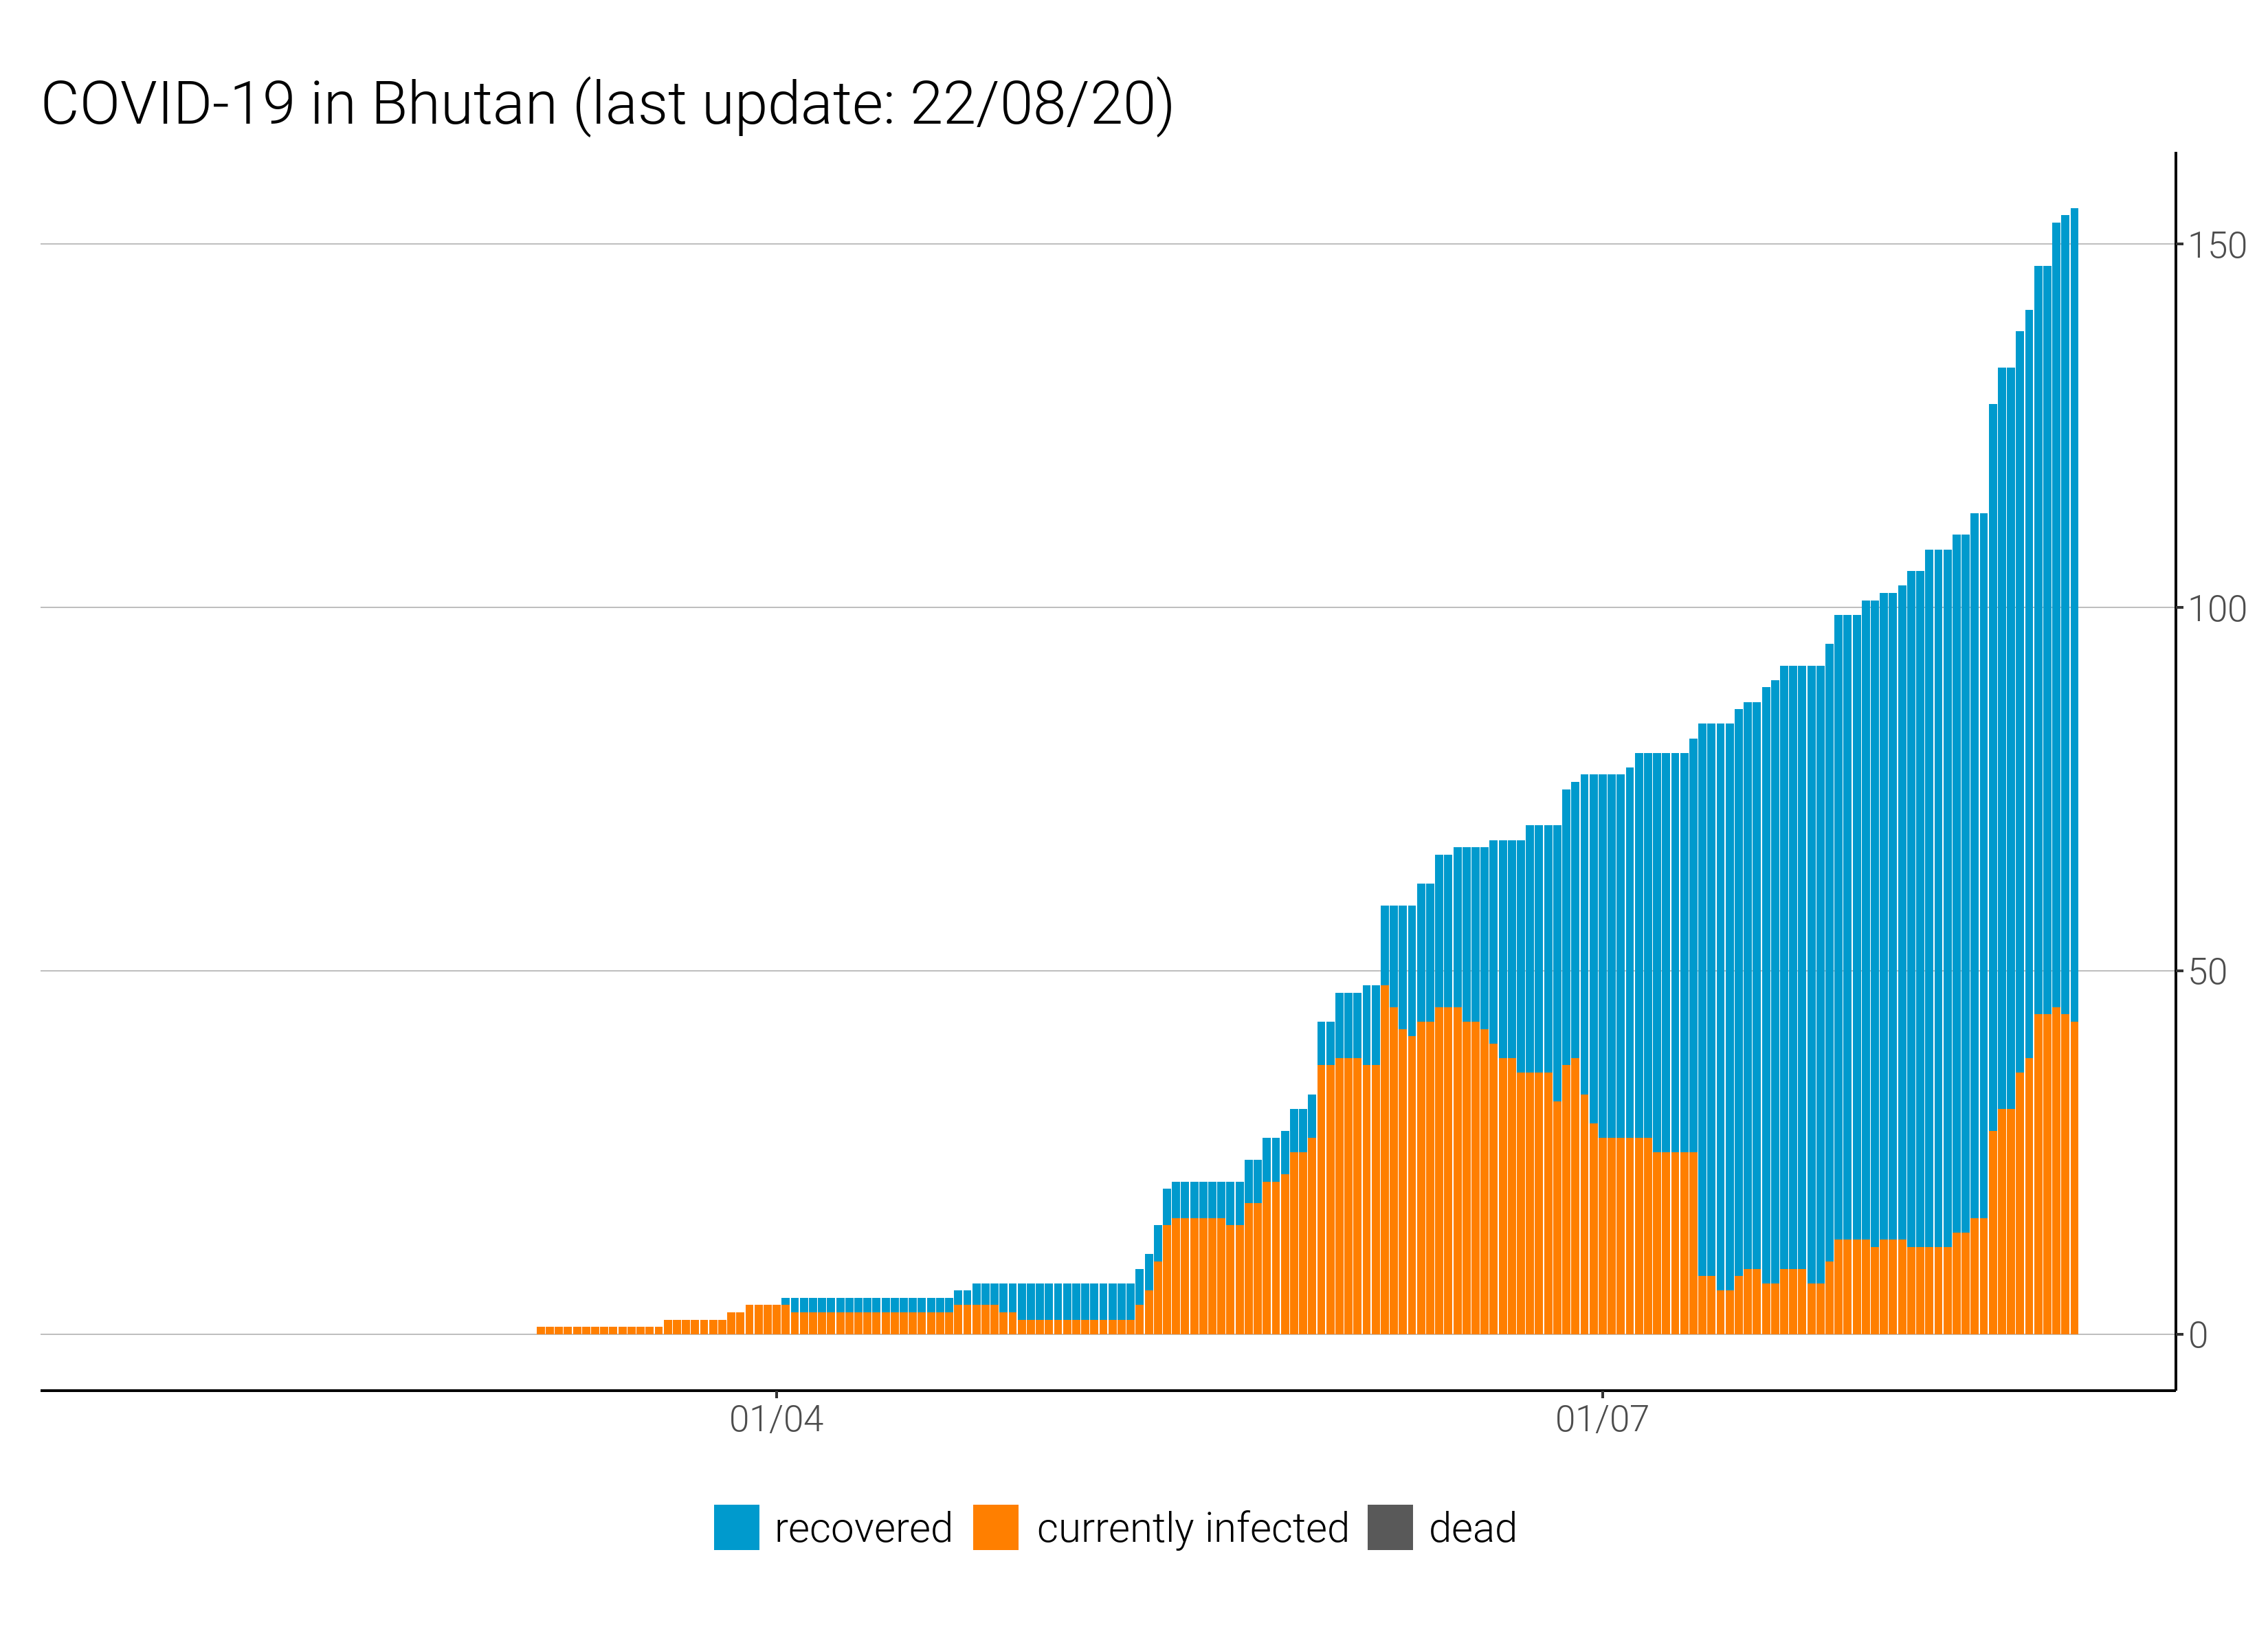 COVID-19 in Bhutan (last update: 22/08/20)
150
100
50
0
01/04 01/07
recovered currently infected dead